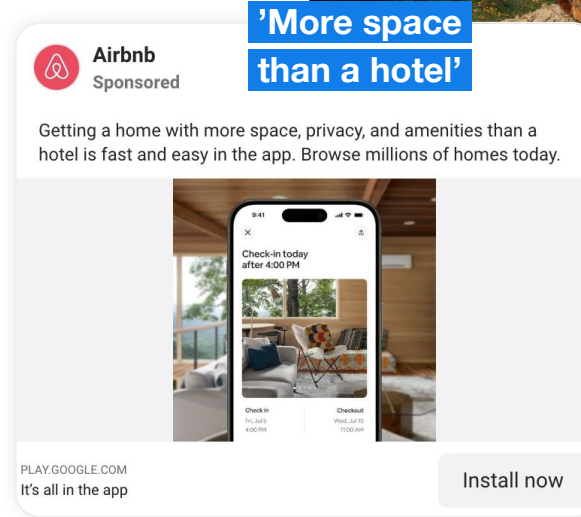 ’More space
than a hotel’
Airbnb
Sponsored
Getting a home with more space, privacy, and amenities than a
hotel is fast and easy in the app. Browse millions of homes today.
9:41
Check-in today
after 4:00 PM
Check in
Checkout
Fri, Jul 5
Wed, Jul 10
4:00 PM
11:00 AM
PLAY.GOOGLE.COM
It’s all in the app
Install now